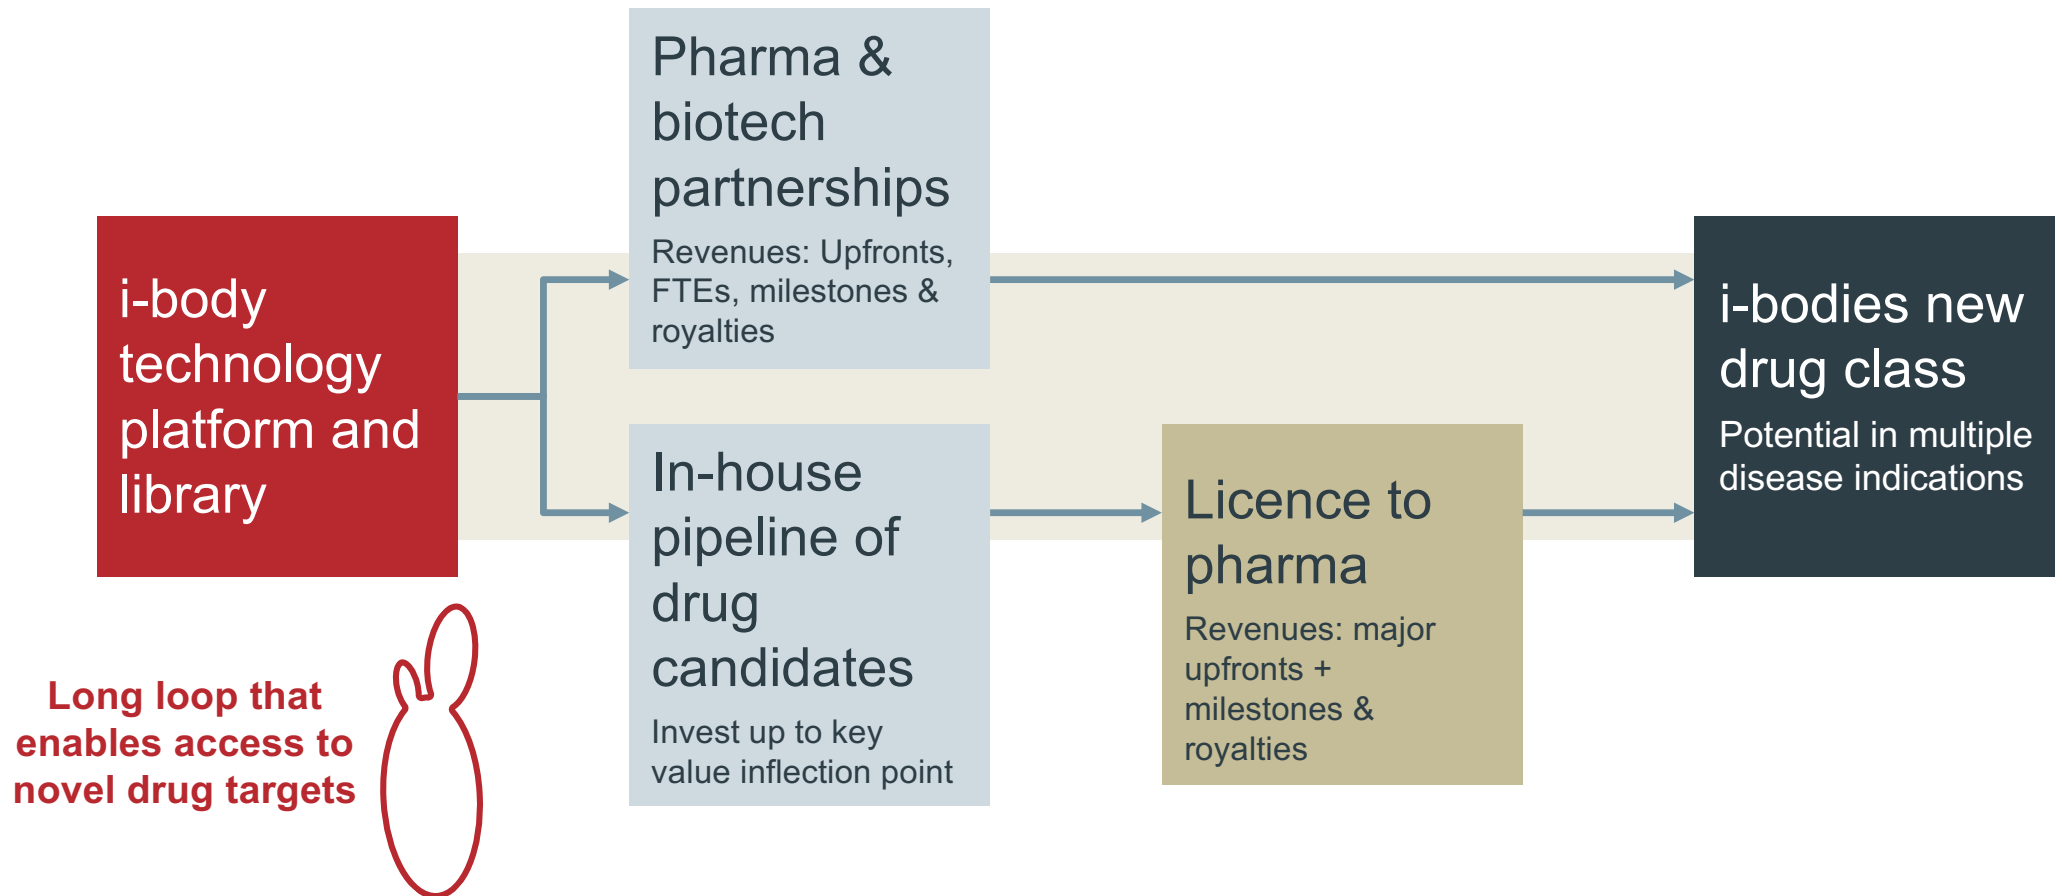 i-body
technology
platform and
library
Long loop that
enables access to
novel drug targets
Pharma &
biotech
partnerships
Revenues: Upfronts,
FTEs, milestones &
royalties
In-house
pipeline of
drug
candidates
Invest up to key
value inflection point
Licence to
pharma
Revenues: major
upfronts +
milestones &
royalties
i-bodies new
drug class
Potential in multiple
disease indications